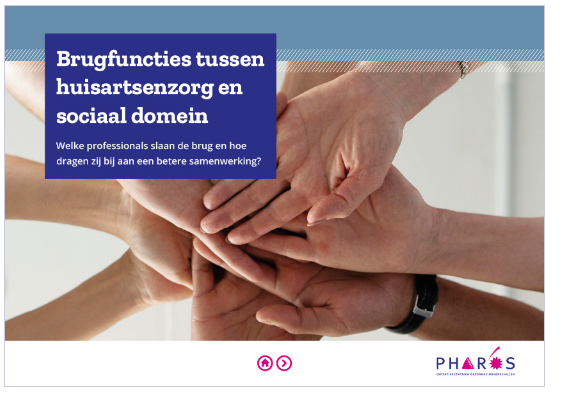 Brugfuncties tussen
huisartsenzorg en
sociaal domein
Welke professionals slaan de brug en hoe
dragen zij bij aan een betere samenwerking?
PHAROS